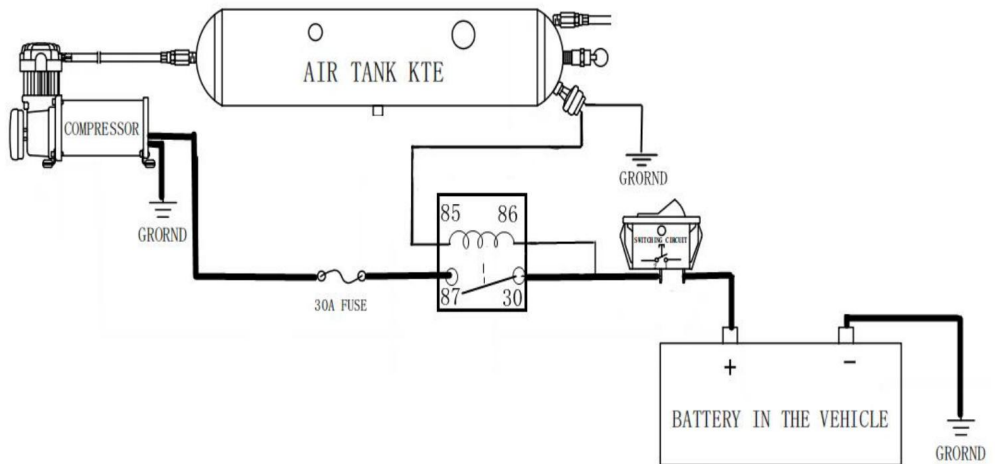 AIR TANK KTE
COMPRESSOR
GRORND
GRORND
85 86
SWITCHING CIRCUIT
87 30
30A FUSE
+ −
BATTERY IN THE VEHICLE
GRORND